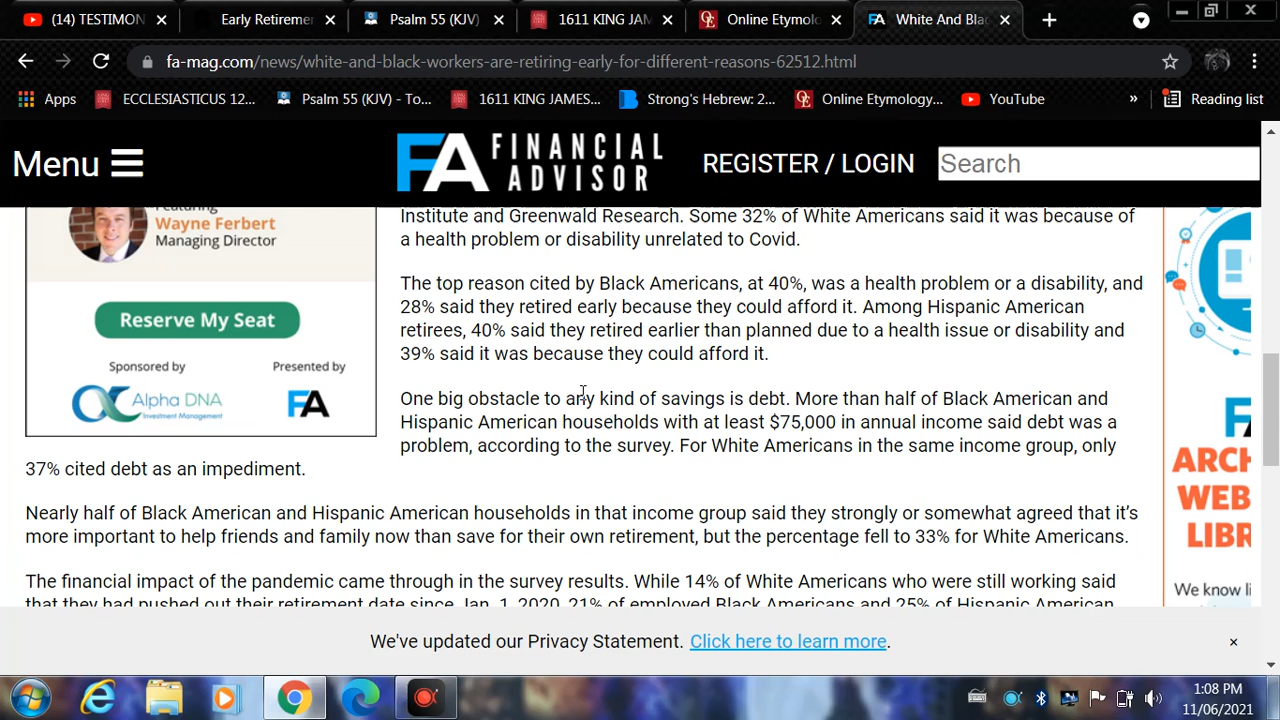 (14) TESTIMON
Early Retiremer
Psalm 55 (KJV)
1611 KING JAM
Online Etymolo
White And Bla
fa-mag.com/news/white-and-black-workers-are-retiring-early-for-different-reasons-62512.html
Apps
ECCLESIASTICUS 12...
Psalm 55 (KJV) - To...
1611 KING JAMES...
Strong's Hebrew: 2...
Online Etymology...
YouTube
»
Reading list
Menu
FA FINANCIAL ADVISOR
REGISTER / LOGIN
Search
Featuring
Wayne Ferbert
Managing Director
Reserve My Seat
Sponsored by
Presented by
Alpha DNA
Investment Management
FA
Institute and Greenwald Research. Some 32% of White Americans said it was because of
a health problem or disability unrelated to Covid.
The top reason cited by Black Americans, at 40%, was a health problem or a disability, and
28% said they retired early because they could afford it. Among Hispanic American
retirees, 40% said they retired earlier than planned due to a health issue or disability and
39% said it was because they could afford it.
One big obstacle to any kind of savings is debt. More than half of Black American and
Hispanic American households with at least $75,000 in annual income said debt was a
problem, according to the survey. For White Americans in the same income group, only
37% cited debt as an impediment.
Nearly half of Black American and Hispanic American households in that income group said they strongly or somewhat agreed that it's
more important to help friends and family now than save for their own retirement, but the percentage fell to 33% for White Americans.
The financial impact of the pandemic came through in the survey results. While 14% of White Americans who were still working said
that they had pushed out their retirement date since Jan. 1, 2020, 21% of employed Black Americans and 25% of Hispanic American
ARCH
WEB
LIBR
We know li
We've updated our Privacy Statement. Click here to learn more.
×
1:08 PM
11/06/2021